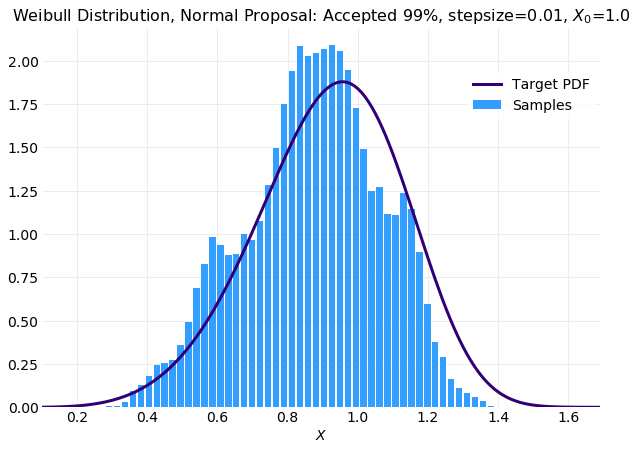 Weibull Distribution, Normal Proposal: Accepted 99%, stepsize=0.01, $X_0$=1.0
Target PDF
Samples
2.00
1.75
1.50
1.25
1.00
0.75
0.50
0.25
0.00
0.2 0.4 0.6 0.8 1.0 1.2 1.4 1.6
X